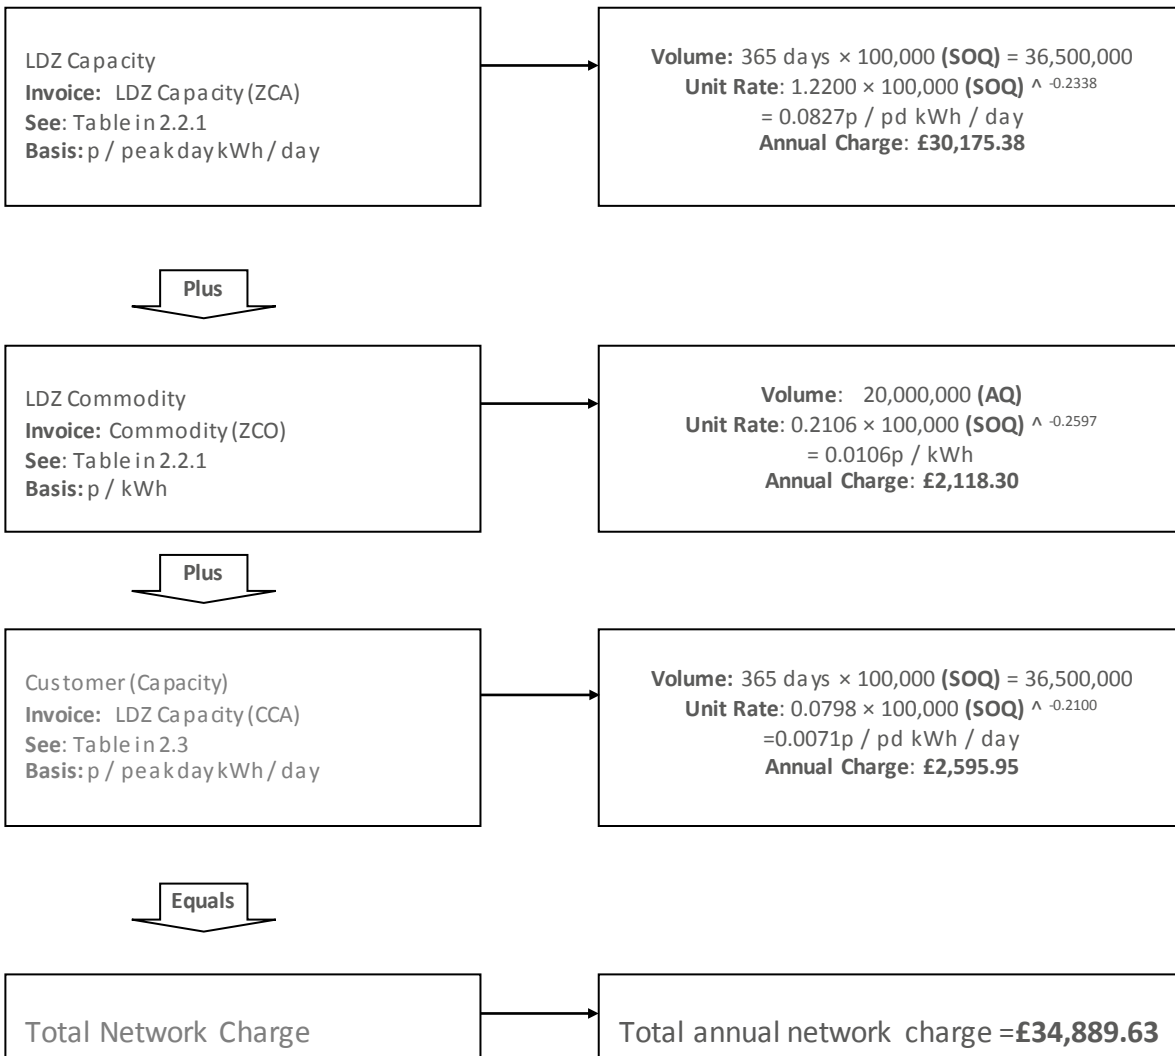 LDZ Capacity
Invoice: LDZ Capacity (ZCA)
See: Table in 2.2.1
Basis: p / peak day kWh / day
Volume: 365 days × 100,000 (SOQ) = 36,500,000
Unit Rate: 1.2200 × 100,000 (SOQ) ^ -0.2338
= 0.0827p / pd kWh / day
Annual Charge: £30,175.38
Plus
LDZ Commodity
Invoice: Commodity (ZCO)
See: Table in 2.2.1
Basis: p / kWh
Volume: 20,000,000 (AQ)
Unit Rate: 0.2106 × 100,000 (SOQ) ^ -0.2597
= 0.0106p / kWh
Annual Charge: £2,118.30
Plus
Customer (Capacity)
Invoice: LDZ Capacity (CCA)
See: Table in 2.3
Basis: p / peak day kWh / day
Volume: 365 days × 100,000 (SOQ) = 36,500,000
Unit Rate: 0.0798 × 100,000 (SOQ) ^ -0.2100
=0.0071p / pd kWh / day
Annual Charge: £2,595.95
Equals
Total Network Charge
Total annual network charge =£34,889.63